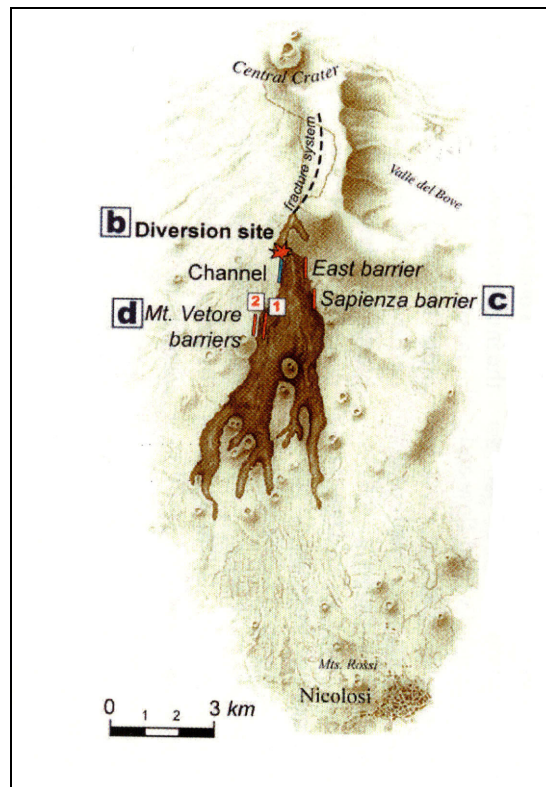 Central Crater
fracture system
Valle del Bove
b Diversion site
Channel
East barrier
2
1
Sapienza barrier c
d Mt. Vetore
barriers
Mts. Rossi
Nicolosi
0 1 2 3 km